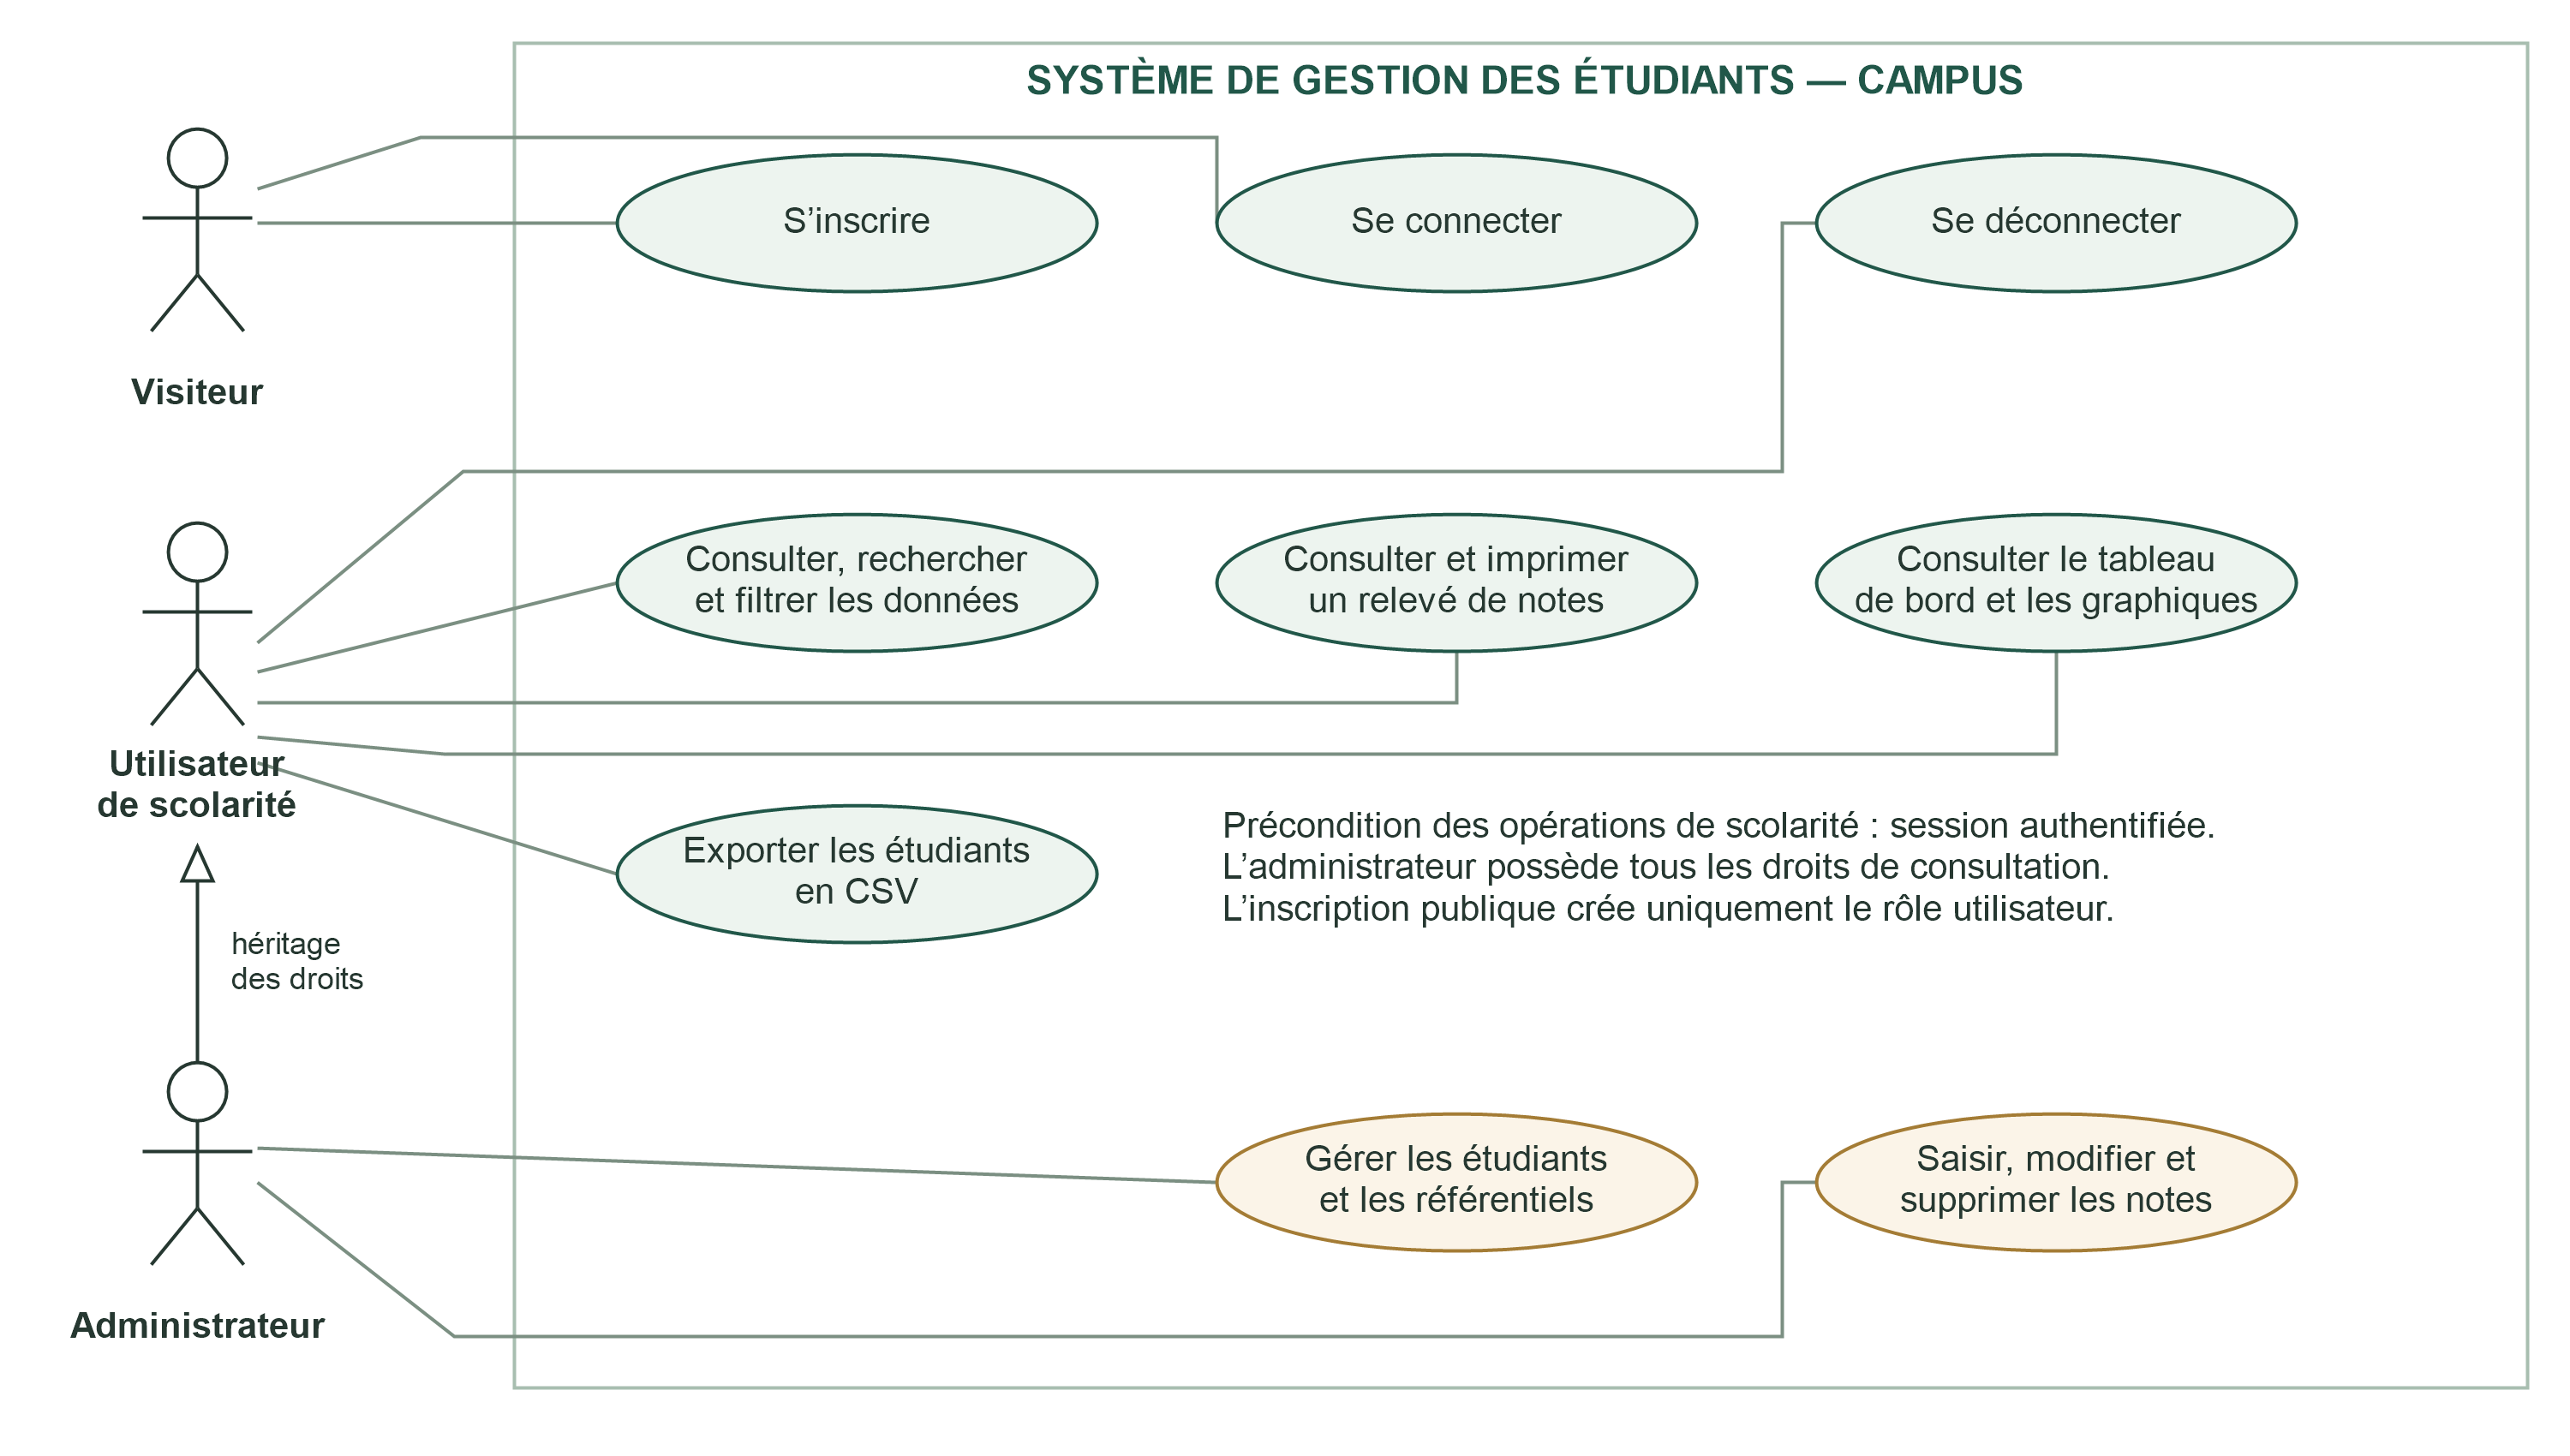 SYSTÈME DE GESTION DES ÉTUDIANTS — CAMPUS
S’inscrire
Se connecter
Se déconnecter
Visiteur
Consulter, rechercher
et filtrer les données
Consulter et imprimer
un relevé de notes
Consulter le tableau
de bord et les graphiques
Utilisateur
de scolarité
Exporter les étudiants
en CSV
Précondition des opérations de scolarité : session authentifiée.
L’administrateur possède tous les droits de consultation.
L’inscription publique crée uniquement le rôle utilisateur.
héritage
des droits
Gérer les étudiants
et les référentiels
Saisir, modifier et
supprimer les notes
Administrateur